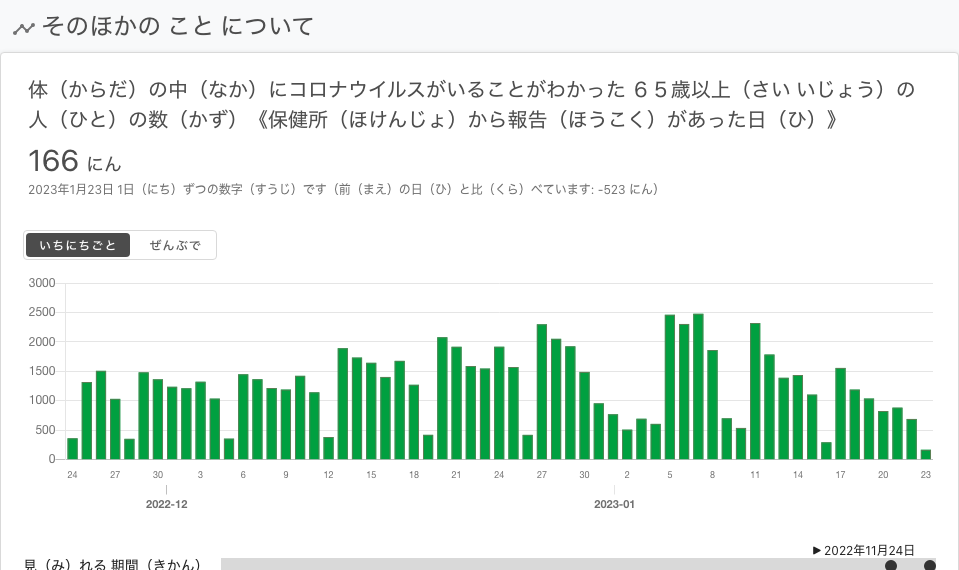 そのほかの こと について
体（からだ）の中（なか）にコロナウイルスがいることがわかった ６５歳以上（さい いじょう）の
人（ひと）の数（かず）《保健所（ほけんじょ）から報告（ほうこく）があった日（ひ）》
166 にん
2023年1月23日 1日（にち）ずつの数字（すうじ）です（前（まえ）の日（ひ）と比（くら）べています: -523 にん）
いちにちごと ぜんぶで
3000
2500
2000
1500
1000
500
0
24 27 30 3 6 9 12 15 18 21 24 27 30 2 5 8 11 14 17 20 23
2022-12 2023-01
▶ 2022年11月24日
見（み）れる 期間（きかん）